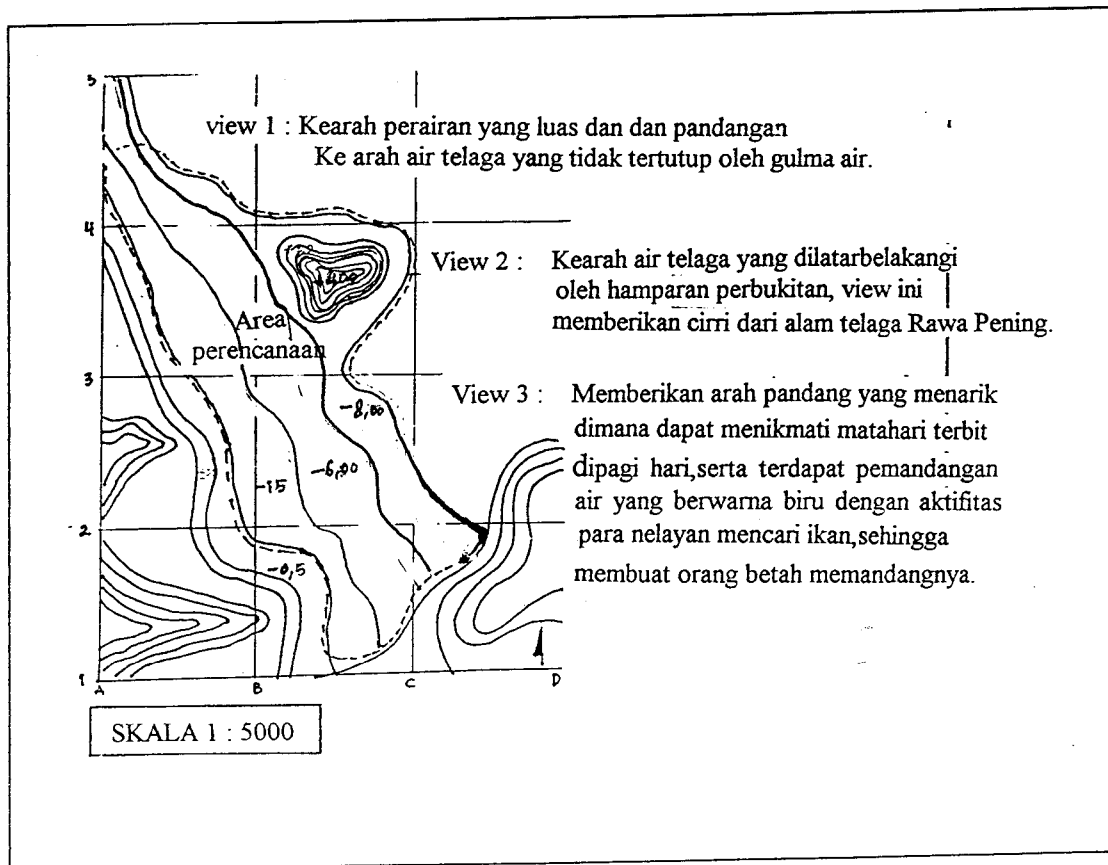 5
view 1 : Kearah perairan yang luas dan dan pandangan
Ke arah air telaga yang tidak tertutup oleh gulma air.
4
View 2 : Kearah air telaga yang dilatarbelakangi
oleh hamparan perbukitan, view ini
memberikan cirri dari alam telaga Rawa Pening.
Area
perencanaan
3
-8,00
View 3 : Memberikan arah pandang yang menarik
dimana dapat menikmati matahari terbit
dipagi hari,serta terdapat pemandangan
air yang berwarna biru dengan aktifitas
para nelayan mencari ikan,sehingga
membuat orang betah memandangnya.
-6,00
-15
2
-0,5
1
A B C D
SKALA 1 : 5000